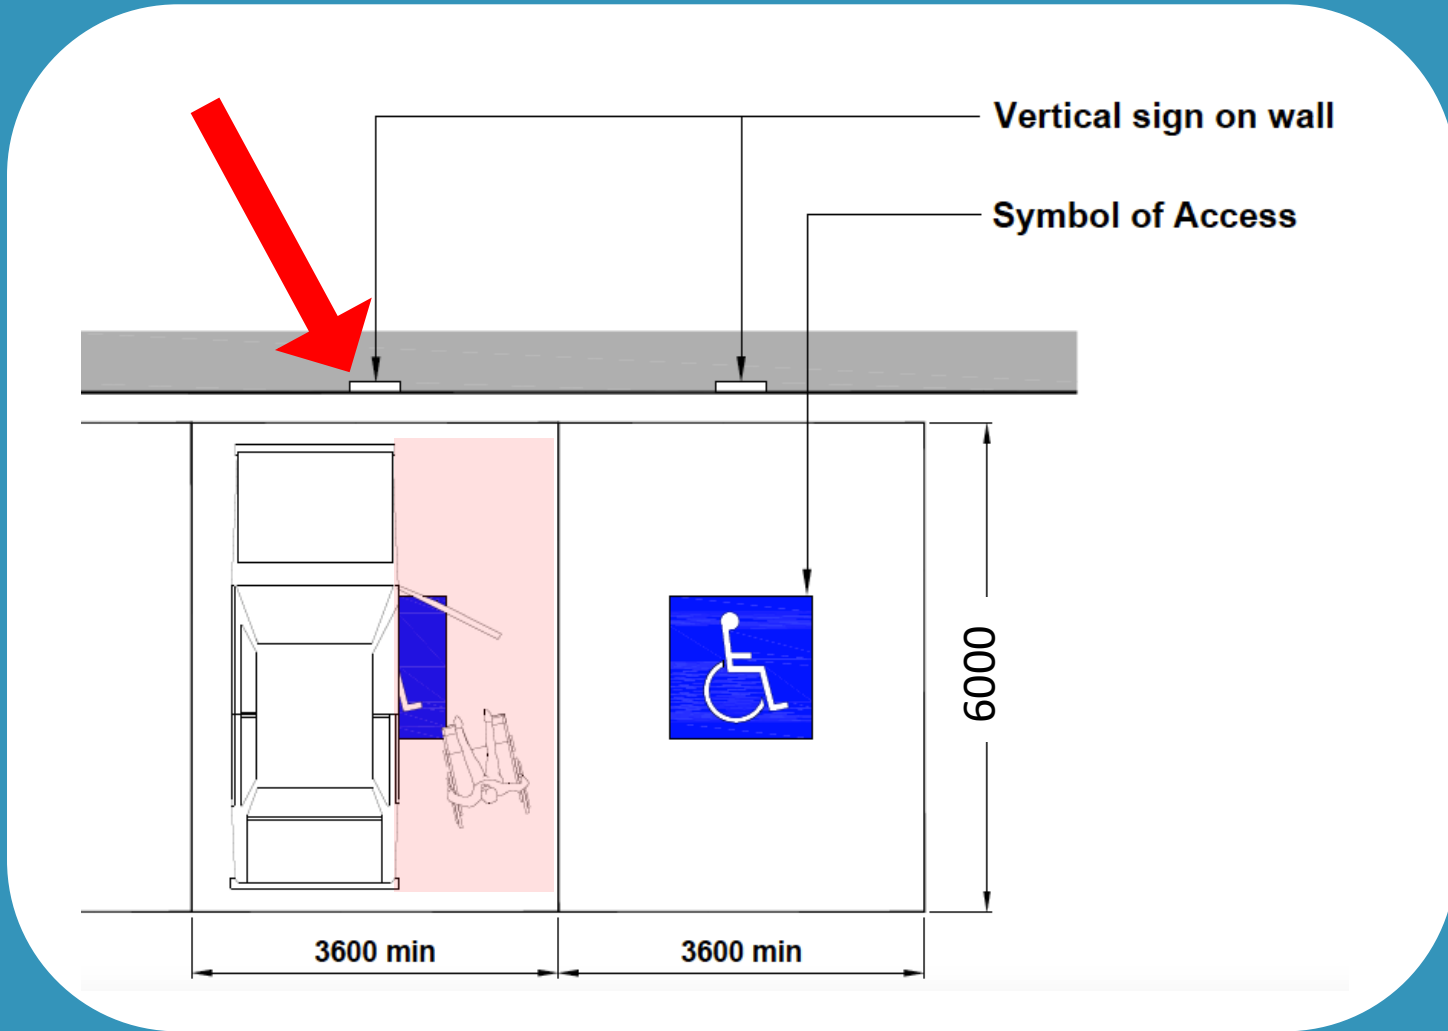 Vertical sign on wall
Symbol of Access
6000
3600 min
3600 min